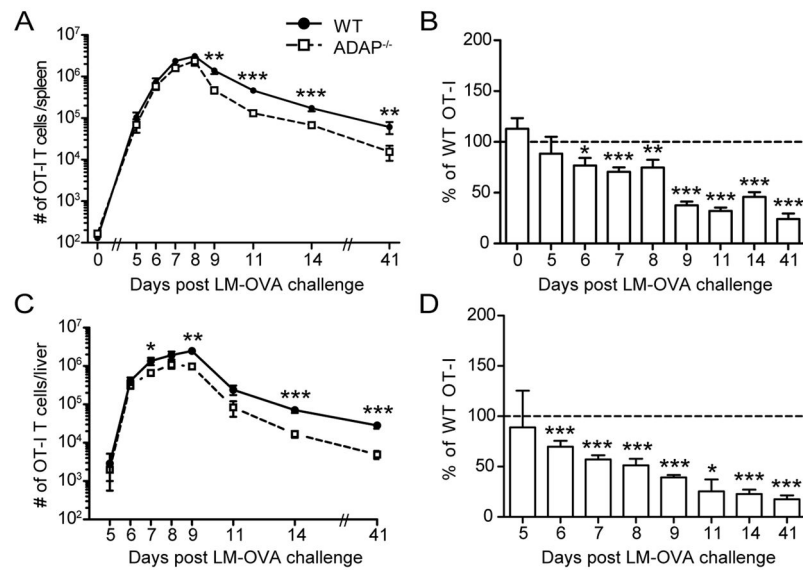 A
WT
ADAP-/-
# of OT-I T cells /spleen
10^7
10^6
10^5
10^4
10^3
10^2
** *** *** **
0 // 5 6 7 8 9 11 14 // 41
Days post LM-OVA challenge
B
% of WT OT-I
200
150
100
50
0
* *** ** *** *** *** ***
0 5 6 7 8 9 11 14 41
Days post LM-OVA challenge
C
# of OT-I T cells/liver
10^7
10^6
10^5
10^4
10^3
10^2
* ** *** ***
5 6 7 8 9 11 14 // 41
Days post LM-OVA challenge
D
% of WT OT-I
200
150
100
50
0
*** *** *** *** * *** ***
5 6 7 8 9 11 14 41
Days post LM-OVA challenge